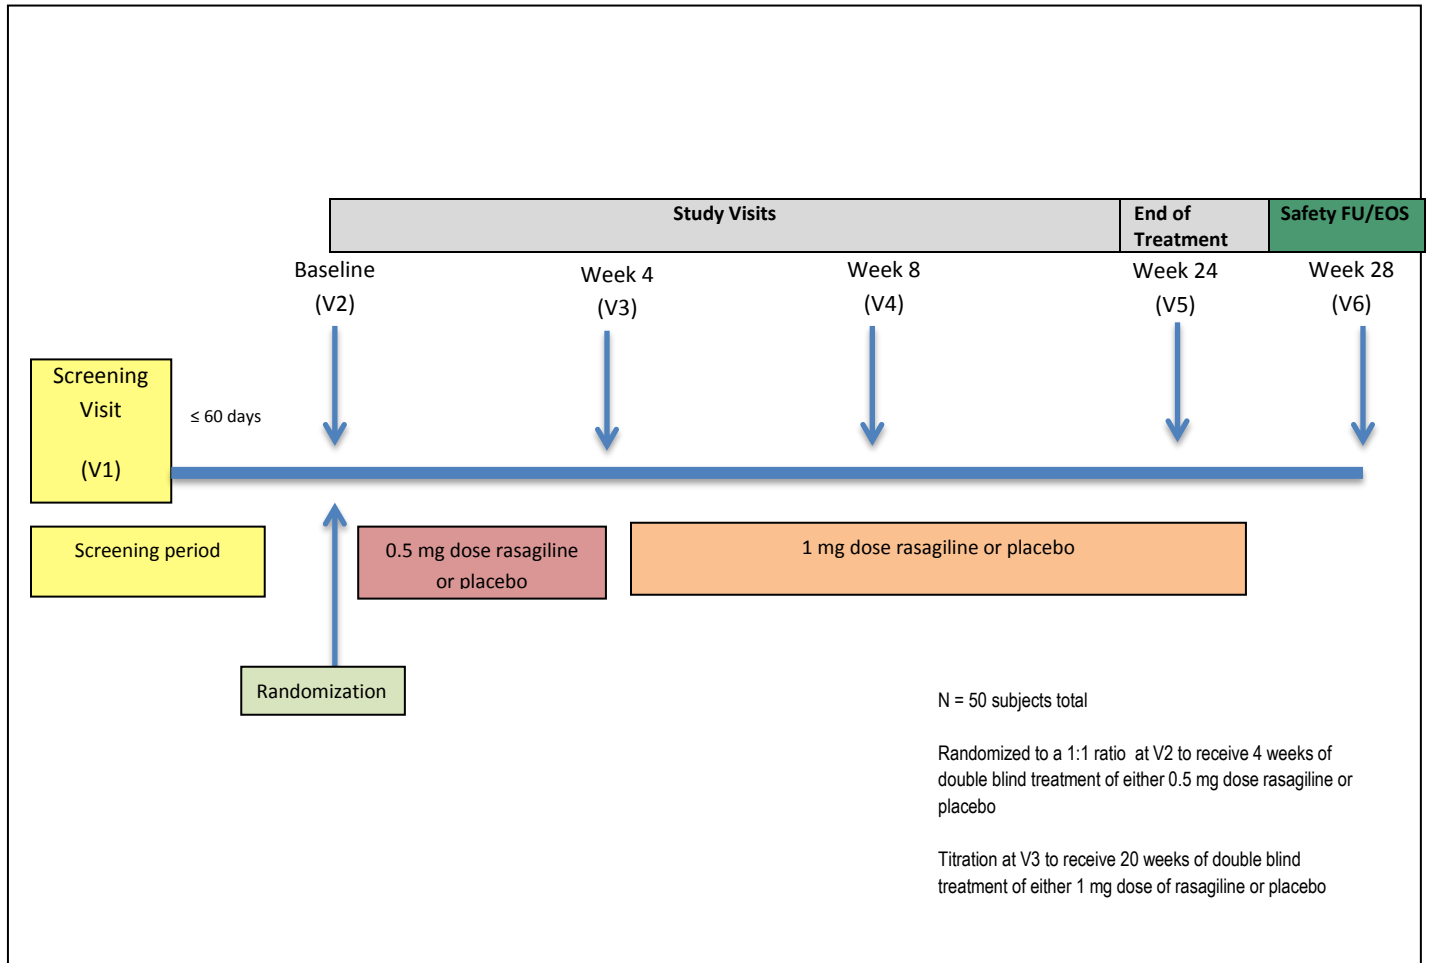 Study Visits
End of
Treatment
Safety FU/EOS
Baseline
(V2)
Week 4
(V3)
Week 8
(V4)
Week 24
(V5)
Week 28
(V6)
Screening
Visit
(V1)
≤ 60 days
Screening period
0.5 mg dose rasagiline
or placebo
1 mg dose rasagiline or placebo
Randomization
N = 50 subjects total
Randomized to a 1:1 ratio at V2 to receive 4 weeks of
double blind treatment of either 0.5 mg dose rasagiline or
placebo
Titration at V3 to receive 20 weeks of double blind
treatment of either 1 mg dose of rasagiline or placebo